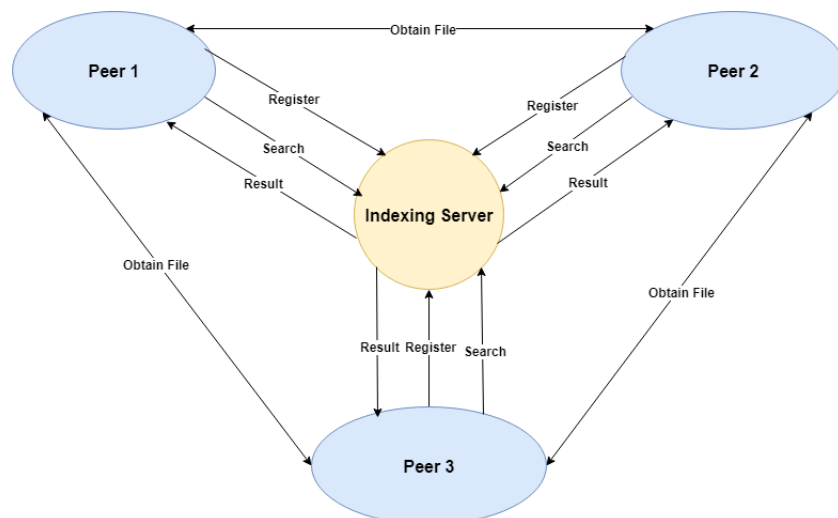 Obtain File
Peer 1
Peer 2
Register
Register
Search
Search
Result
Result
Indexing Server
Obtain File
Obtain File
Result
Register
Search
Peer 3